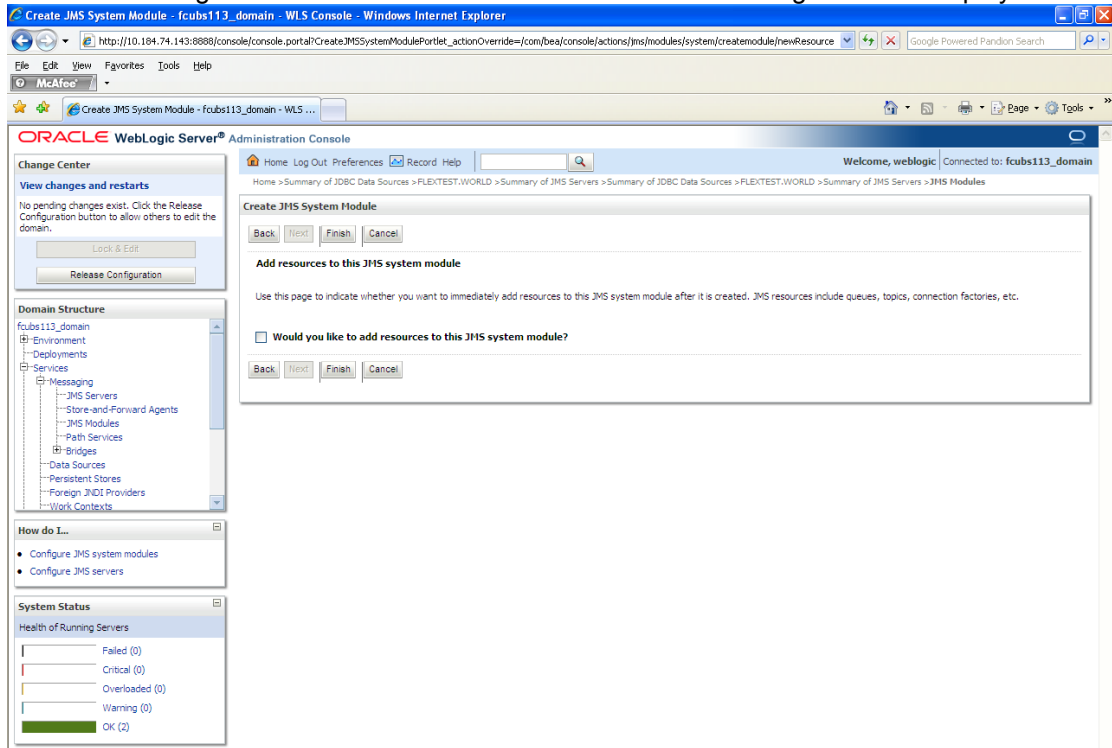 Create JMS System Module - fcubs113_domain - WLS Console - Windows Internet Explorer
http://10.184.74.143:8888/console/console.portal?CreateJMSSystemModulePortlet_actionOverride=/com/bea/console/actions/jms/modules/system/createmodule/newResource
Google Powered Pandion Search
File Edit View Favorites Tools Help
McAfee
Create JMS System Module - fcubs113_domain - WLS ...
Page Tools
ORACLE WebLogic Server® Administration Console
Change Center
View changes and restarts
No pending changes exist. Click the Release
Configuration button to allow others to edit the
domain.
Lock & Edit
Release Configuration
Domain Structure
fcubs113_domain
Environment
Deployments
Services
Messaging
JMS Servers
Store-and-Forward Agents
JMS Modules
Path Services
Bridges
Data Sources
Persistent Stores
Foreign JNDI Providers
Work Contexts
How do I...
Configure JMS system modules
Configure JMS servers
System Status
Health of Running Servers
Failed (0)
Critical (0)
Overloaded (0)
Warning (0)
OK (2)
Home Log Out Preferences Record Help
Welcome, weblogic Connected to: fcubs113_domain
Home >Summary of JDBC Data Sources >FLEXTEST.WORLD >Summary of JMS Servers >Summary of JDBC Data Sources >FLEXTEST.WORLD >Summary of JMS Servers >JMS Modules
Create JMS System Module
Back Next Finish Cancel
Add resources to this JMS system module
Use this page to indicate whether you want to immediately add resources to this JMS system module after it is created. JMS resources include queues, topics, connection factories, etc.
Would you like to add resources to this JMS system module?
Back Next Finish Cancel